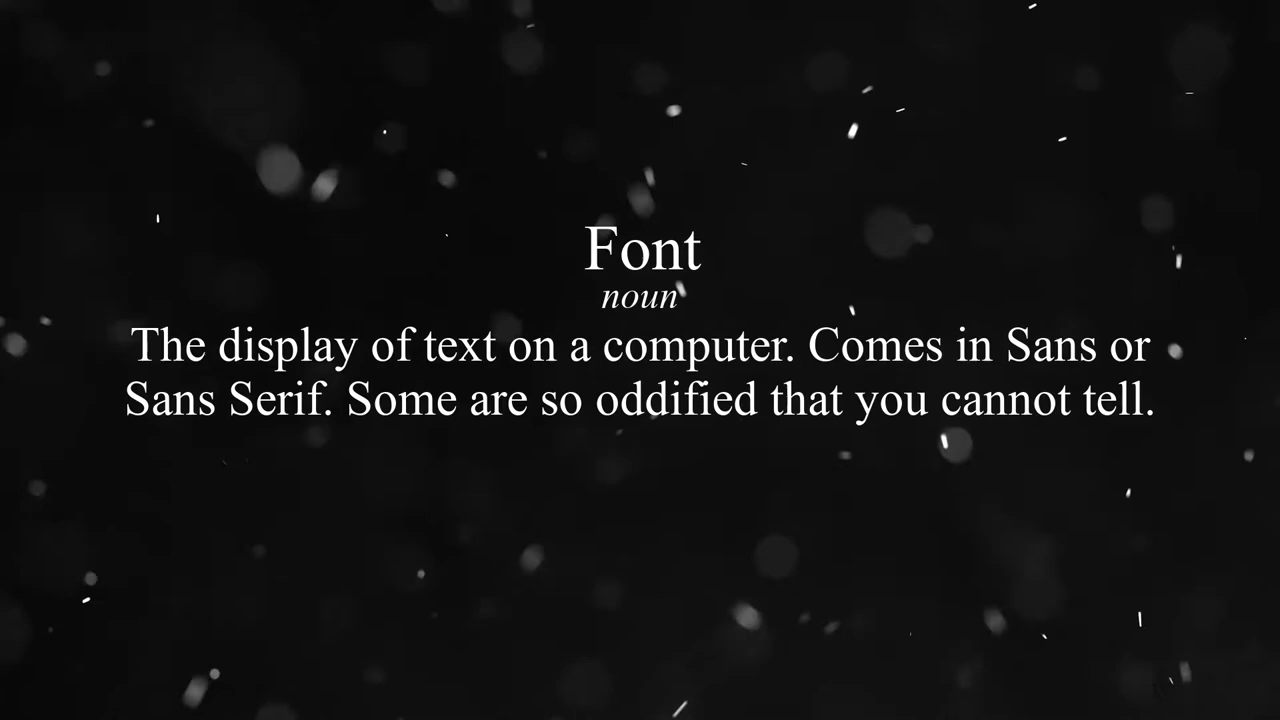 Font
noun
The display of text on a computer. Comes in Sans or
Sans Serif. Some are so oddified that you cannot tell.